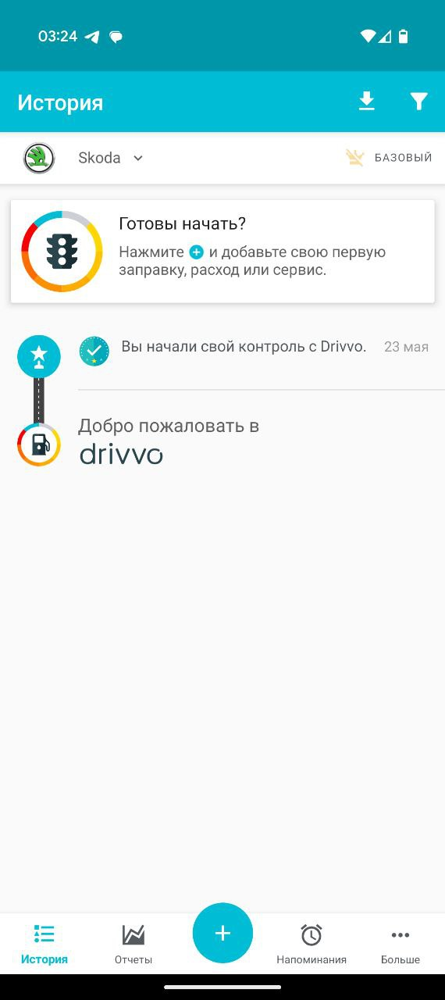 03:24
История
Skoda
БАЗОВЫЙ
Готовы начать?
Нажмите и добавьте свою первую
заправку, расход или сервис.
Вы начали свой контроль с Drivvo. 23 мая
Добро пожаловать в
drivvo
История Отчеты Напоминания Больше